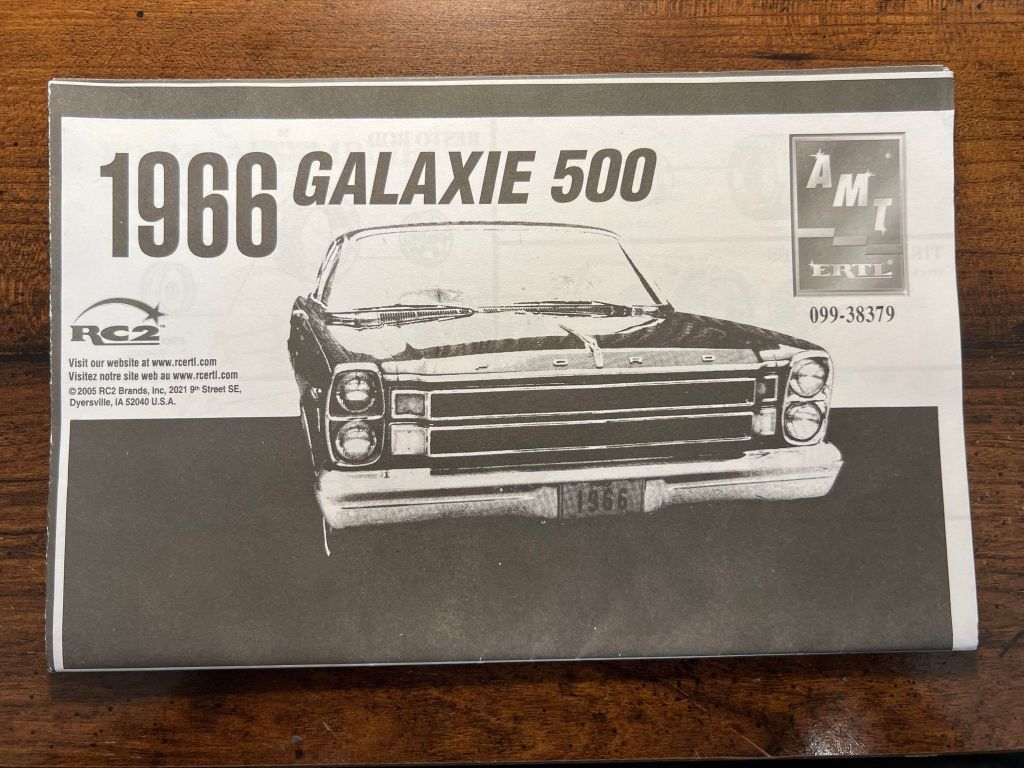 1966 GALAXIE 500
AMT
ERTL
099-38379
RC2™
Visit our website at www.rcertl.com
Visitez notre site web au www.rcertl.com
© 2005 RC2 Brands, Inc, 2021 9th Street SE,
Dyersville, IA 52040 U.S.A.
FORD
1966